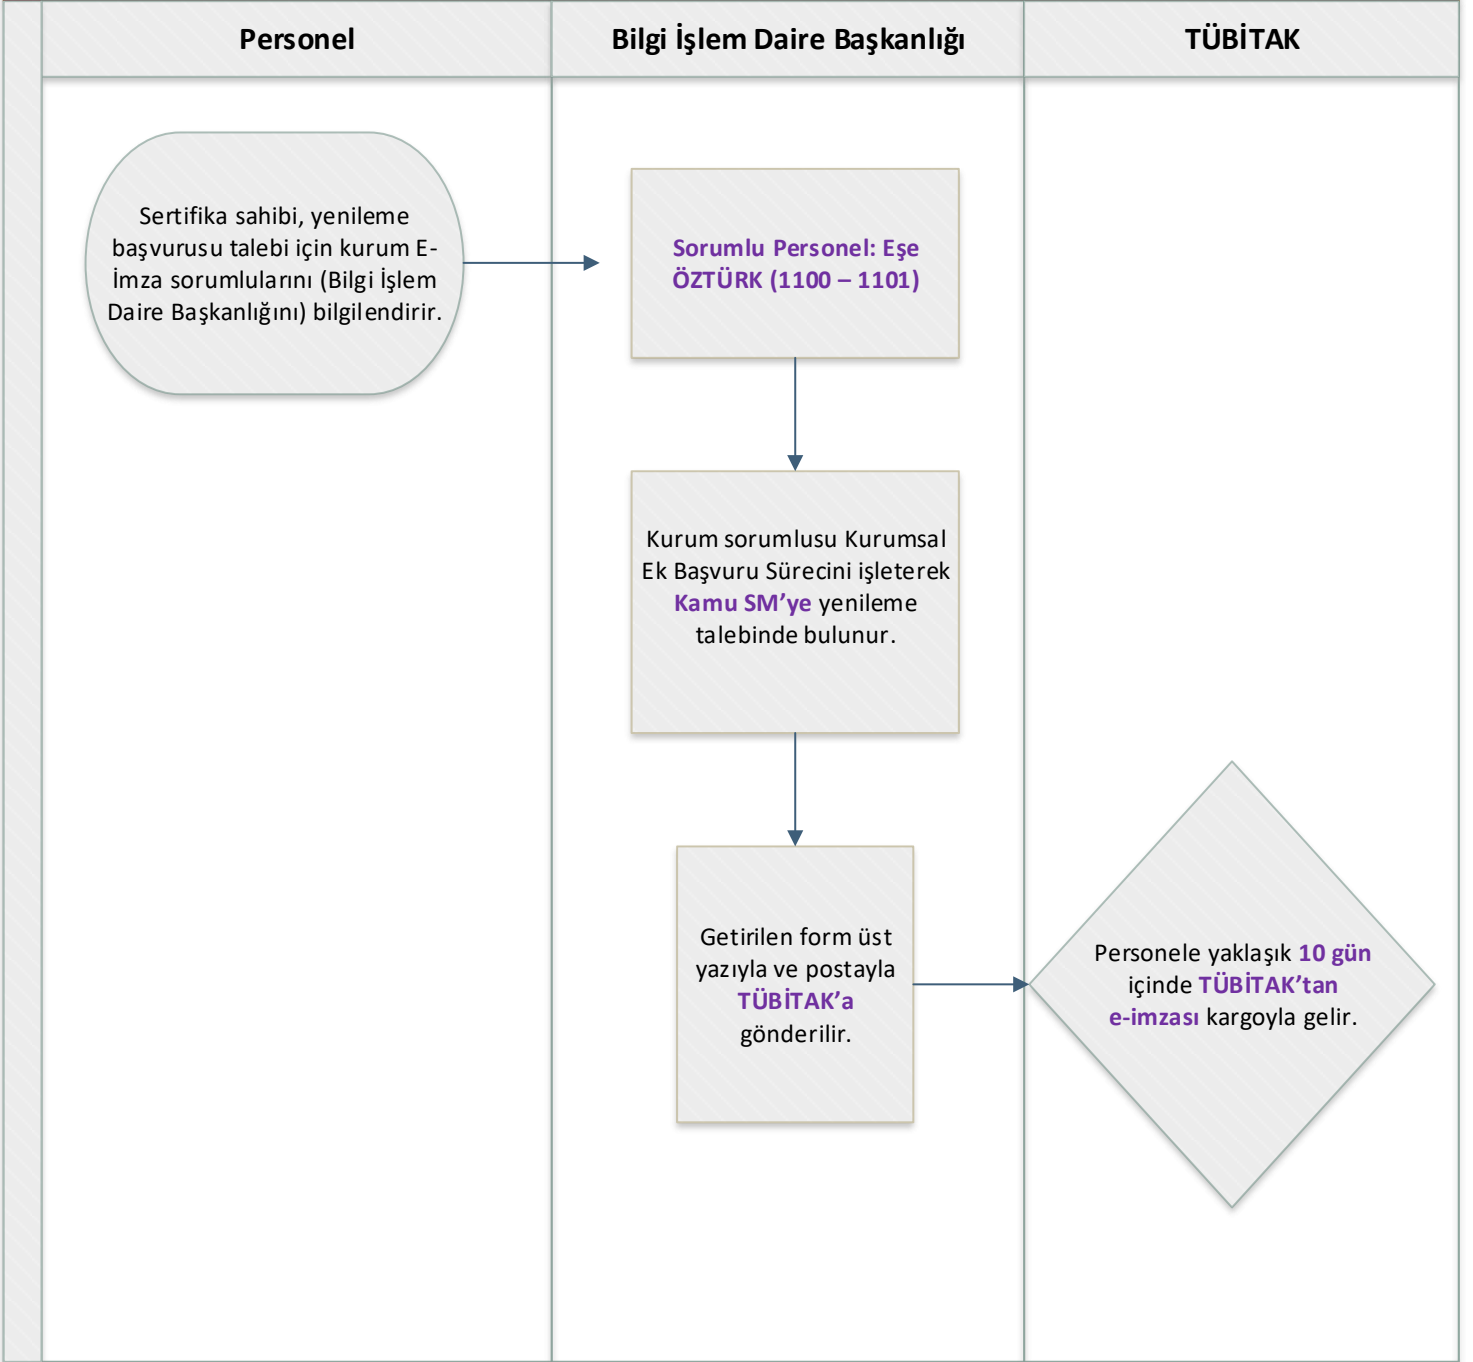 Personel
Bilgi İşlem Daire Başkanlığı
TÜBİTAK
Sertifika sahibi, yenileme
başvurusu talebi için kurum E-
İmza sorumlularını (Bilgi İşlem
Daire Başkanlığını) bilgilendirir.
Sorumlu Personel: Eşe
ÖZTÜRK (1100 – 1101)
Kurum sorumlusu Kurumsal
Ek Başvuru Sürecini işleterek
Kamu SM’ye yenileme
talebinde bulunur.
Getirilen form üst
yazıyla ve postayla
TÜBİTAK’a
gönderilir.
Personele yaklaşık 10 gün
içinde TÜBİTAK’tan
e-imzası kargoyla gelir.